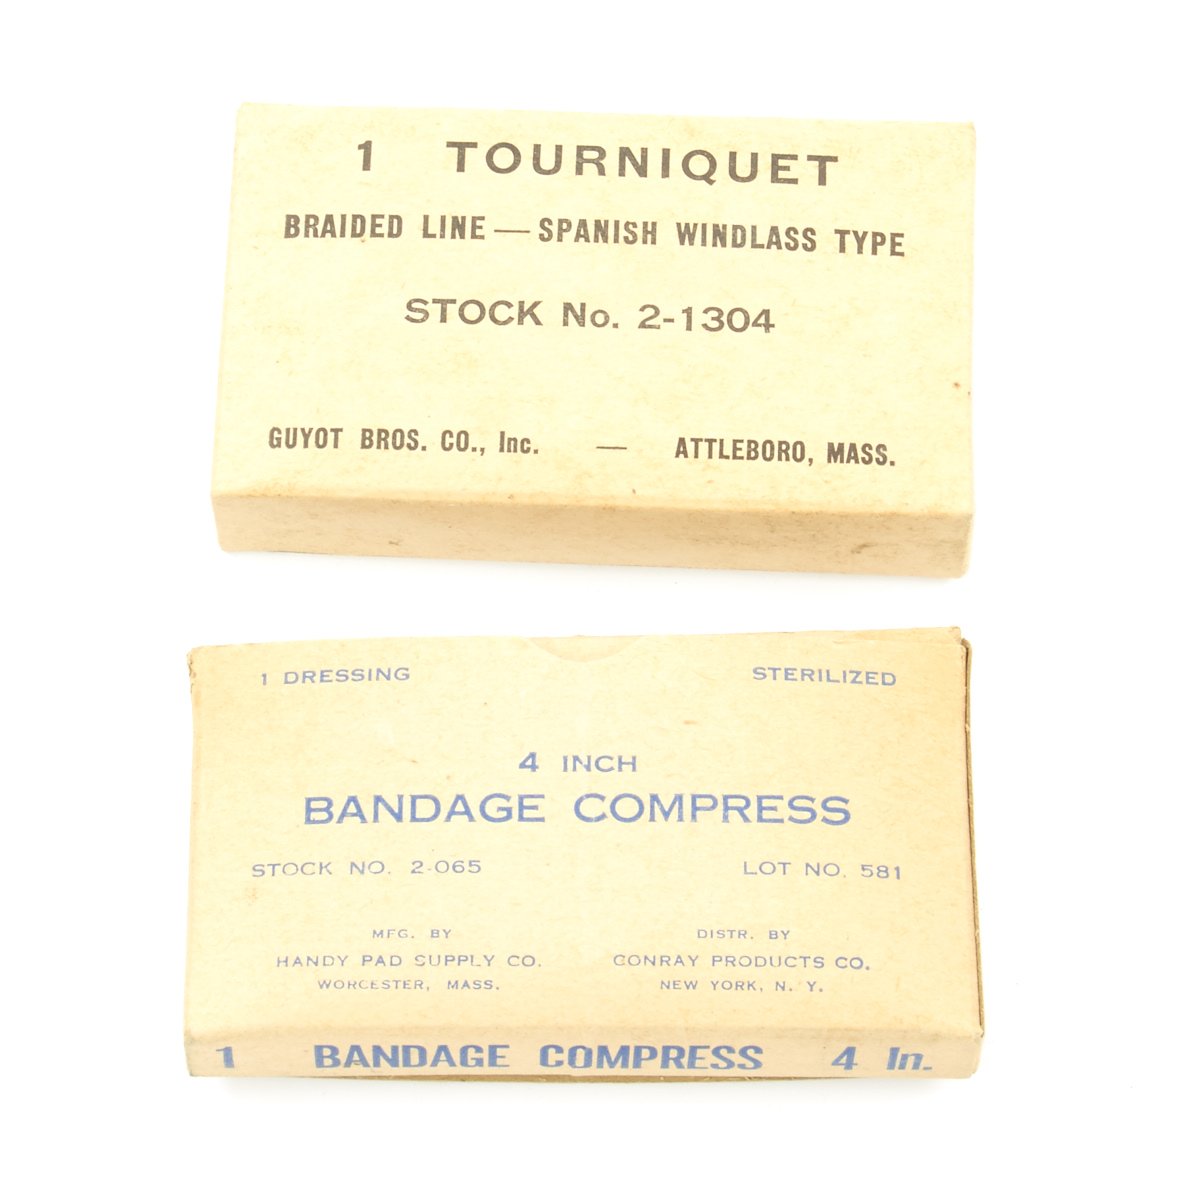 1 TOURNIQUET
BRAIDED LINE — SPANISH WINDLASS TYPE
STOCK No. 2-1304
GUYOT BROS. CO., Inc. — ATTLEBORO, MASS.
1 DRESSING STERILIZED
4 INCH
BANDAGE COMPRESS
STOCK NO. 2-065 LOT NO. 581
MFG. BY DISTR. BY
HANDY PAD SUPPLY CO. CONRAY PRODUCTS CO.
WORCESTER, MASS. NEW YORK, N. Y.
1 BANDAGE COMPRESS 4 In.